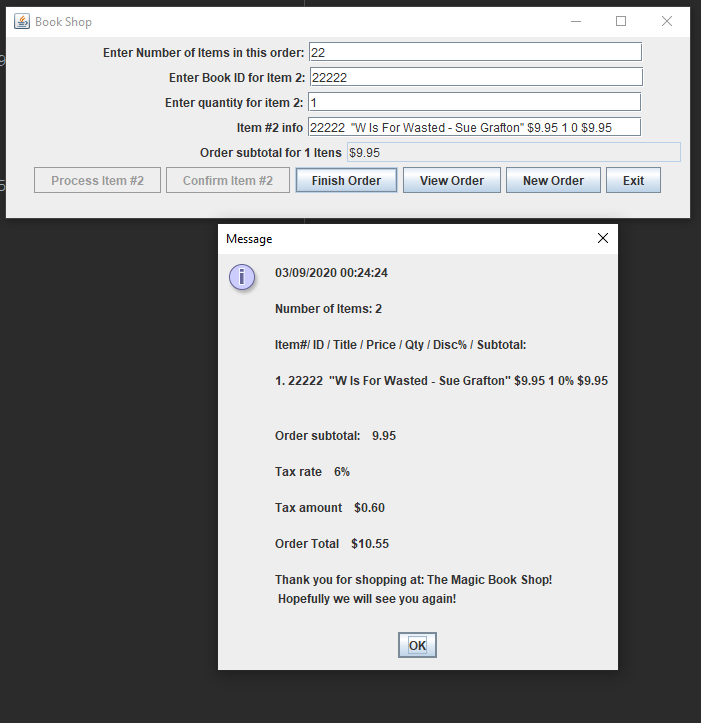 Book Shop
Enter Number of Items in this order: 22
Enter Book ID for Item 2: 22222
Enter quantity for item 2: 1
Item #2 info 22222 "W Is For Wasted - Sue Grafton" $9.95 1 0 $9.95
Order subtotal for 1 Itens $9.95
Process Item #2 Confirm Item #2 Finish Order View Order New Order Exit
Message
03/09/2020 00:24:24
Number of Items: 2
Item#/ ID / Title / Price / Qty / Disc% / Subtotal:
1. 22222 "W Is For Wasted - Sue Grafton" $9.95 1 0% $9.95
Order subtotal: 9.95
Tax rate 6%
Tax amount $0.60
Order Total $10.55
Thank you for shopping at: The Magic Book Shop!
Hopefully we will see you again!
OK